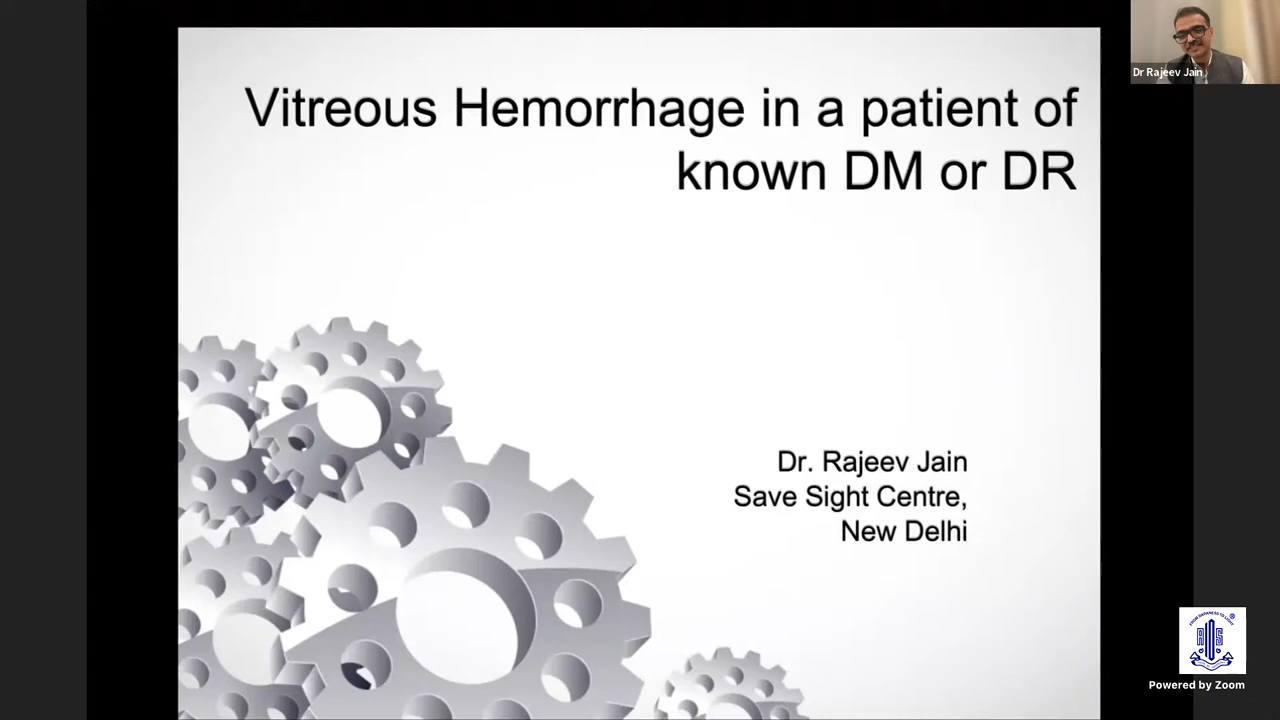 Vitreous Hemorrhage in a patient of
known DM or DR
Dr. Rajeev Jain
Save Sight Centre,
New Delhi
Dr Rajeev Jain
Powered by Zoom